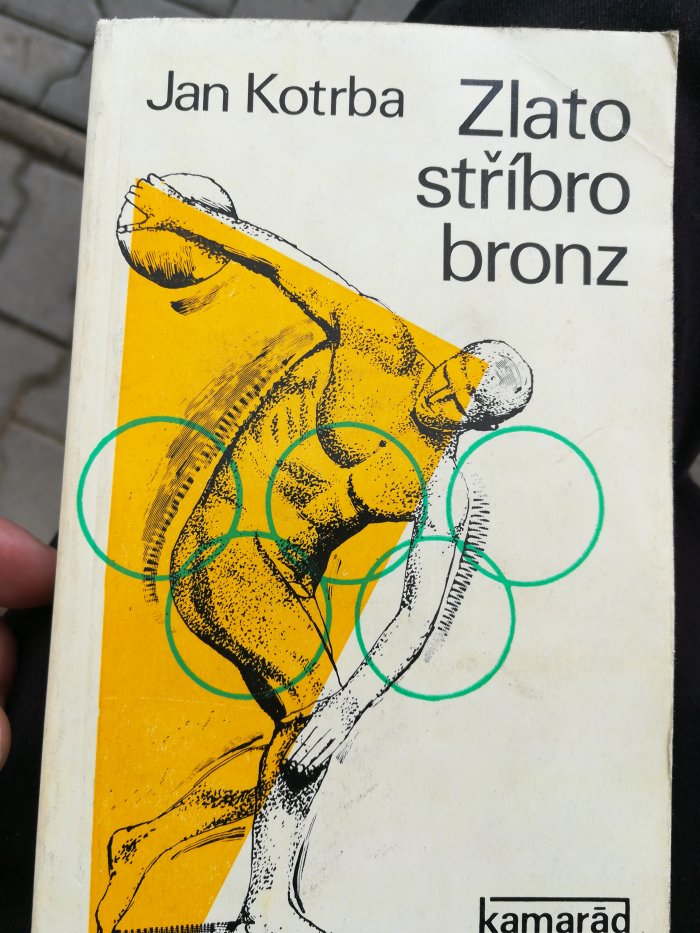 Jan Kotrba
Zlato
stříbro
bronz
kamarád